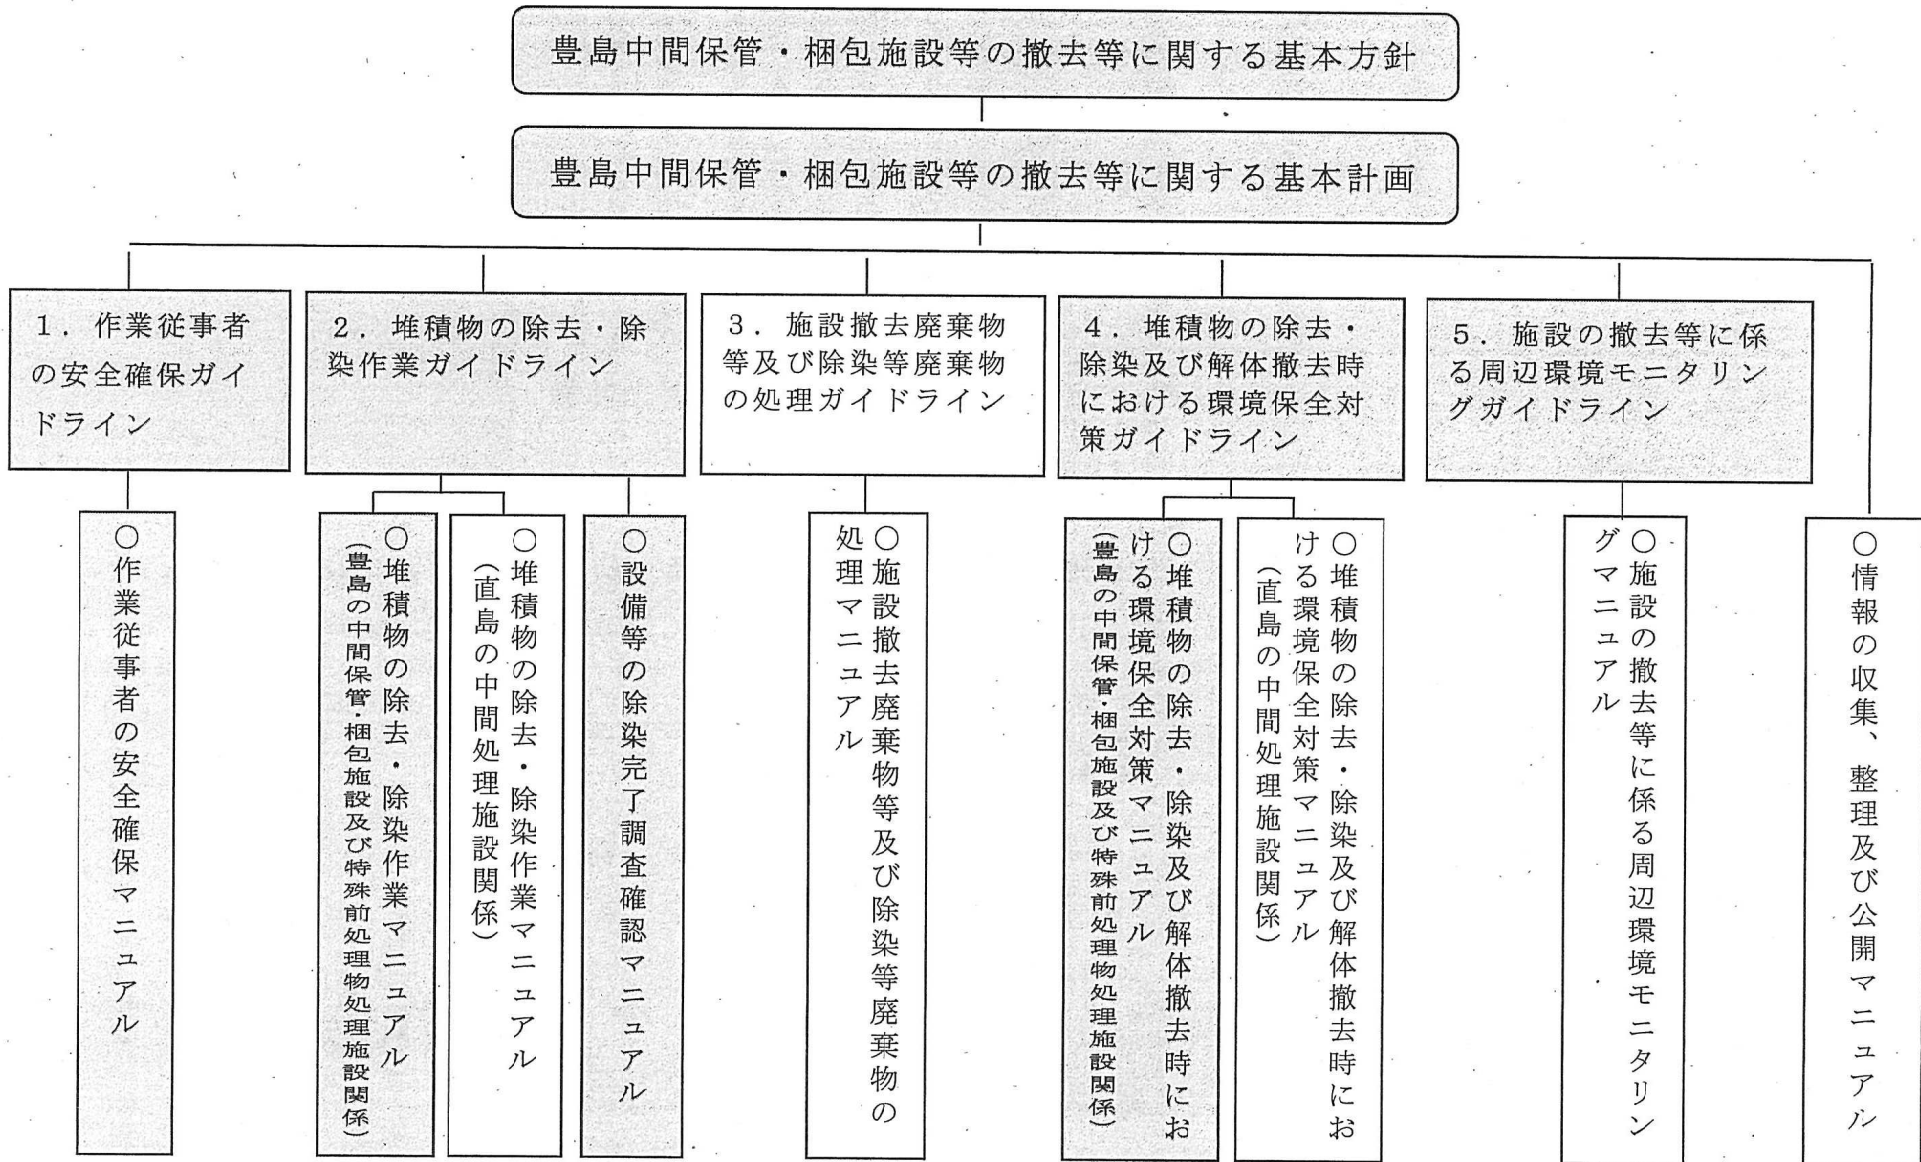 豊島中間保管・梱包施設等の撤去等に関する基本方針
豊島中間保管・梱包施設等の撤去等に関する基本計画
1．作業従事者
の安全確保ガイ
ドライン
2．堆積物の除去・除
染作業ガイドライン
3．施設撤去廃棄物
等及び除染等廃棄物
の処理ガイドライン
4．堆積物の除去・
除染及び解体撤去時
における環境保全対
策ガイドライン
5．施設の撤去等に係
る周辺環境モニタリン
グガイドライン
○作業従事者の安全確保マニュアル
○堆積物の除去・除染作業マニュアル
（豊島の中間保管・梱包施設及び特殊前処理物処理施設関係）
○堆積物の除去・除染作業マニュアル
（直島の中間処理施設関係）
○設備等の除染完了調査確認マニュアル
○施設撤去廃棄物等及び除染等廃棄物の
処理マニュアル
○堆積物の除去・除染及び解体撤去時にお
ける環境保全対策マニュアル
（豊島の中間保管・梱包施設及び特殊前処理物処理施設関係）
○堆積物の除去・除染及び解体撤去時にお
ける環境保全対策マニュアル
（直島の中間処理施設関係）
○施設の撤去等に係る周辺環境モニタリン
グマニュアル
○情報の収集、整理及び公開マニュアル